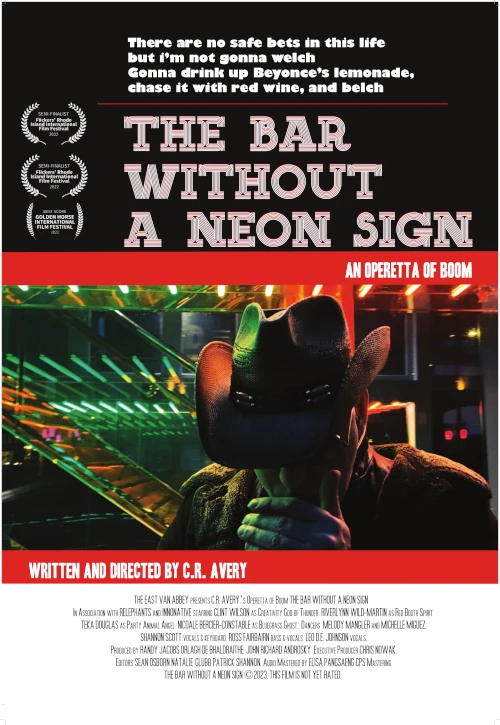 There are no safe bets in this life
but i'm not gonna welch
Gonna drink up Beyonce's lemonade,
chase it with red wine, and belch
THE BAR
WITHOUT
A NEON SIGN
SEMI-FINALIST
Flickers' Rhode
Island International
Film Festival
2022
SEMI-FINALIST
Flickers' Rhode
Island International
Film Festival
2022
BEST SCORE
GOLDEN HORSE
INTERNATIONAL
FILM FESTIVAL
2022
AN OPERETTA OF BOOM
WRITTEN AND DIRECTED BY C.R. AVERY
THE EAST VAN ABBEY PRESENTS C.R. AVERY'S OPERETTA OF BOOM THE BAR WITHOUT A NEON SIGN
IN ASSOCIATION WITH RELEPHANTS AND INNONATIVE STARRING CLINT WILSON AS CREATIVITY GOD OF THUNDER RIVERLYNN WILD-MARTIN AS RED BOOTH SPIRIT
TEKA DOUGLAS AS PARTY ANIMAL ANGEL NICOALE BERCIER-CONSTABLE AS BLUEGRASS GHOST. DANCERS MELODY MANGLER AND MICHELLE MIGUEZ.
SHANNON SCOTT VOCALS & KEYBOARD ROSS FAIRBAIRN BASS & VOCALS LEO D.E. JOHNSON VOCALS.
PRODUCED BY RANDY JACOBS ORLAGH DE BHALDRAITHE, JOHN RICHARD ANDROSKY EXECUTIVE PRODUCER CHRIS NOWAK.
EDITORS SEAN OSBORN NATALIE GLUBB PATRICK SHANNON AUDIO MASTERED BY ELISA PANGSAENG CPS MASTERING
THE BAR WITHOUT A NEON SIGN © 2023. THIS FILM IS NOT YET RATED.